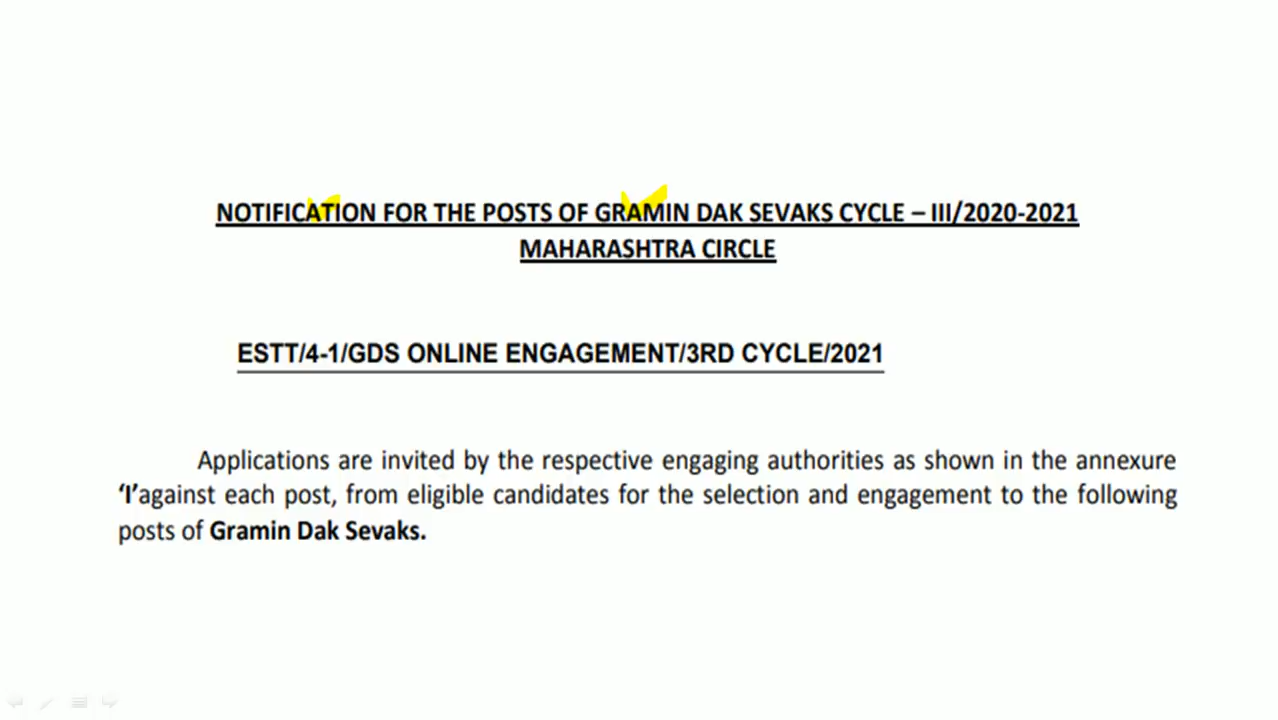 NOTIFICATION FOR THE POSTS OF GRAMIN DAK SEVAKS CYCLE – III/2020-2021
MAHARASHTRA CIRCLE
ESTT/4-1/GDS ONLINE ENGAGEMENT/3RD CYCLE/2021
Applications are invited by the respective engaging authorities as shown in the annexure
‘I’against each post, from eligible candidates for the selection and engagement to the following
posts of Gramin Dak Sevaks.